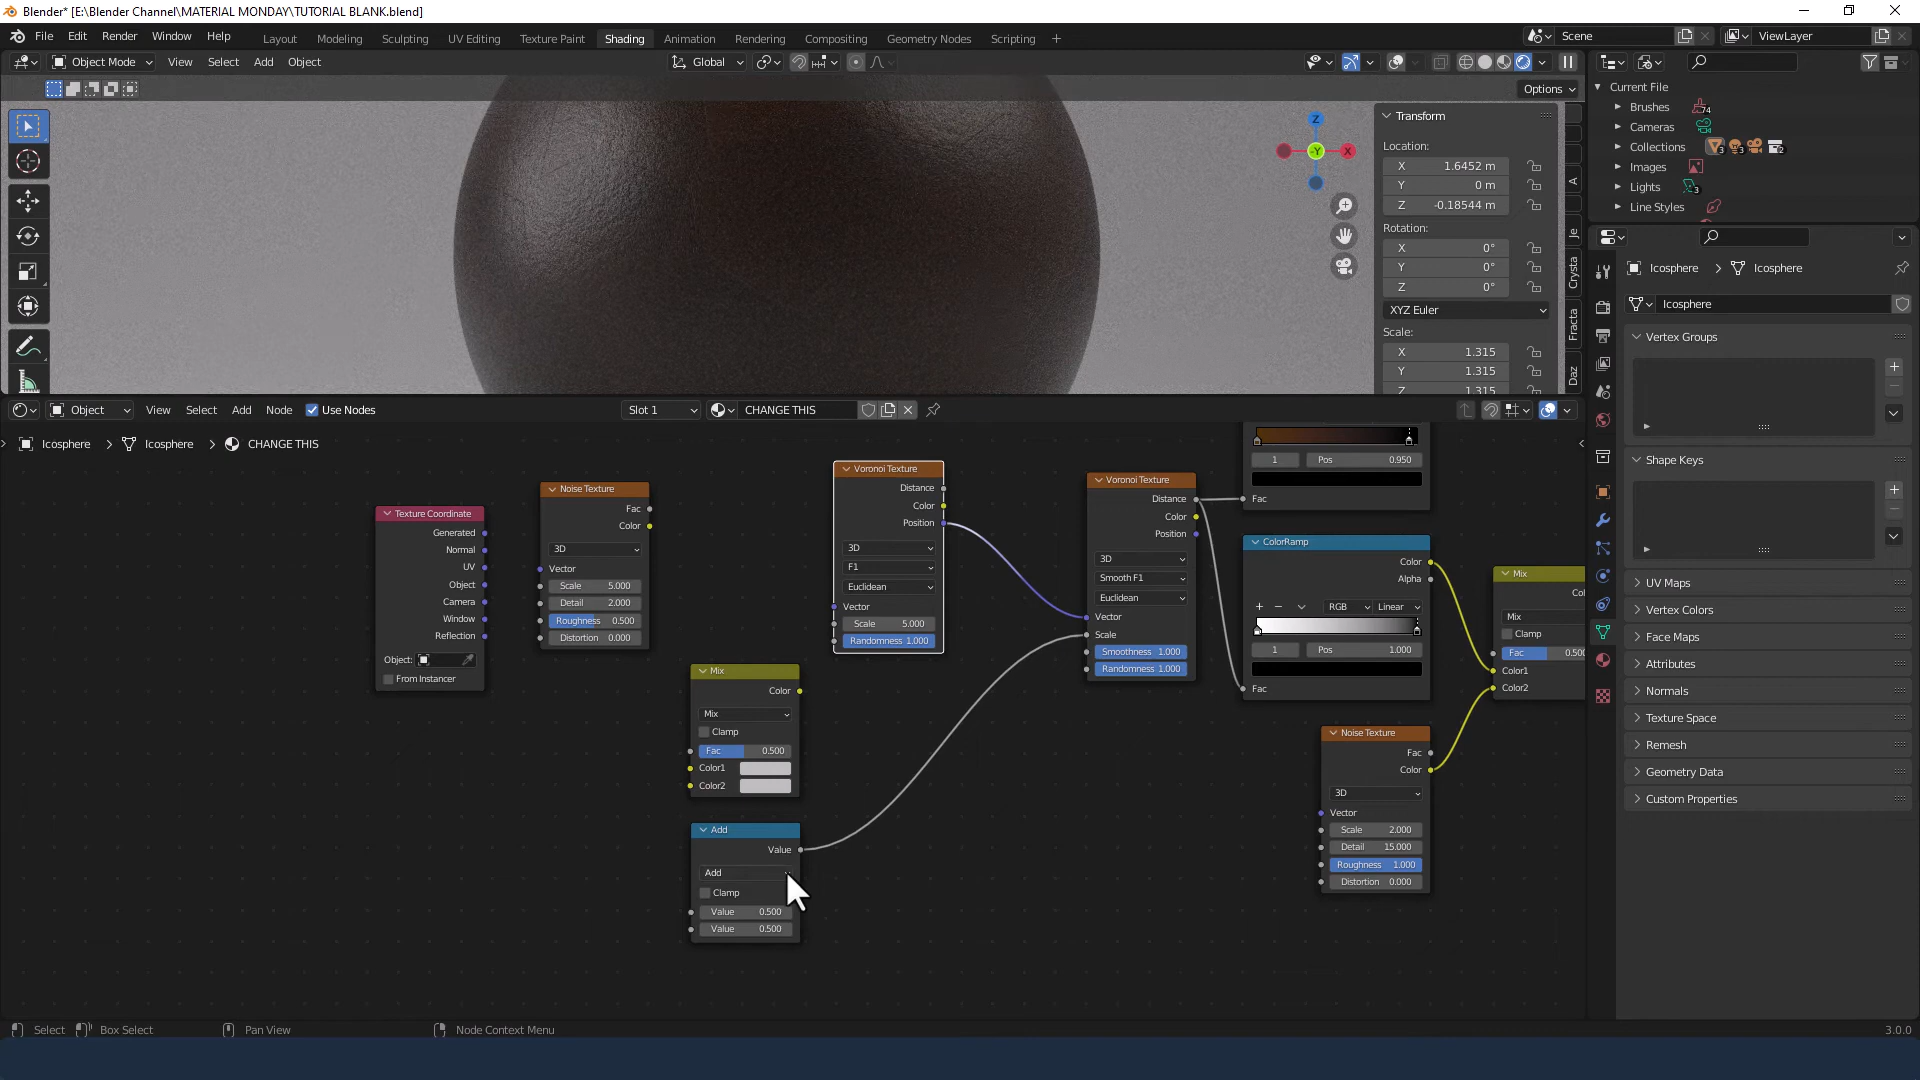 Blender* [E:\Blender Channel\MATERIAL MONDAY\TUTORIAL BLANK.blend]
File Edit Render Window Help Layout Modeling Sculpting UV Editing Texture Paint Shading Animation Rendering Compositing Geometry Nodes Scripting + Scene ViewLayer
Object Mode View Select Add Object Global
Options
Transform
Location:
X 1.6452 m
Y 0 m
Z -0.18544 m
Rotation:
X 0°
Y 0°
Z 0°
XYZ Euler
Scale:
X 1.315
Y 1.315
Z 1.315
Z
-Y
X
A
Je
Crysta
Fracta
Daz
Current File
Brushes 74
Cameras
Collections 3 3 2
Images
Lights 3
Line Styles
Icosphere > Icosphere
Icosphere
Vertex Groups
Shape Keys
UV Maps
Vertex Colors
Face Maps
Attributes
Normals
Texture Space
Remesh
Geometry Data
Custom Properties
Object View Select Add Node Use Nodes Slot 1 CHANGE THIS
Icosphere > Icosphere > CHANGE THIS
Texture Coordinate
Generated
Normal
UV
Object
Camera
Window
Reflection
Object:
From Instancer
Noise Texture
Fac
Color
3D
Vector
Scale 5.000
Detail 2.000
Roughness 0.500
Distortion 0.000
Mix
Color
Mix
Clamp
Fac 0.500
Color1
Color2
Add
Value
Add
Clamp
Value 0.500
Value 0.500
Voronoi Texture
Distance
Color
Position
3D
F1
Euclidean
Vector
Scale 5.000
Randomness 1.000
Voronoi Texture
Distance
Color
Position
3D
Smooth F1
Euclidean
Vector
Scale
Smoothness 1.000
Randomness 1.000
1 Pos 0.950
Fac
ColorRamp
Color
Alpha
RGB Linear
1 Pos 1.000
Fac
Noise Texture
Fac
Color
3D
Vector
Scale 2.000
Detail 15.000
Roughness 1.000
Distortion 0.000
Mix
Mix
Clamp
Fac
Color1
Color2
Select Box Select Pan View Node Context Menu 3.0.0